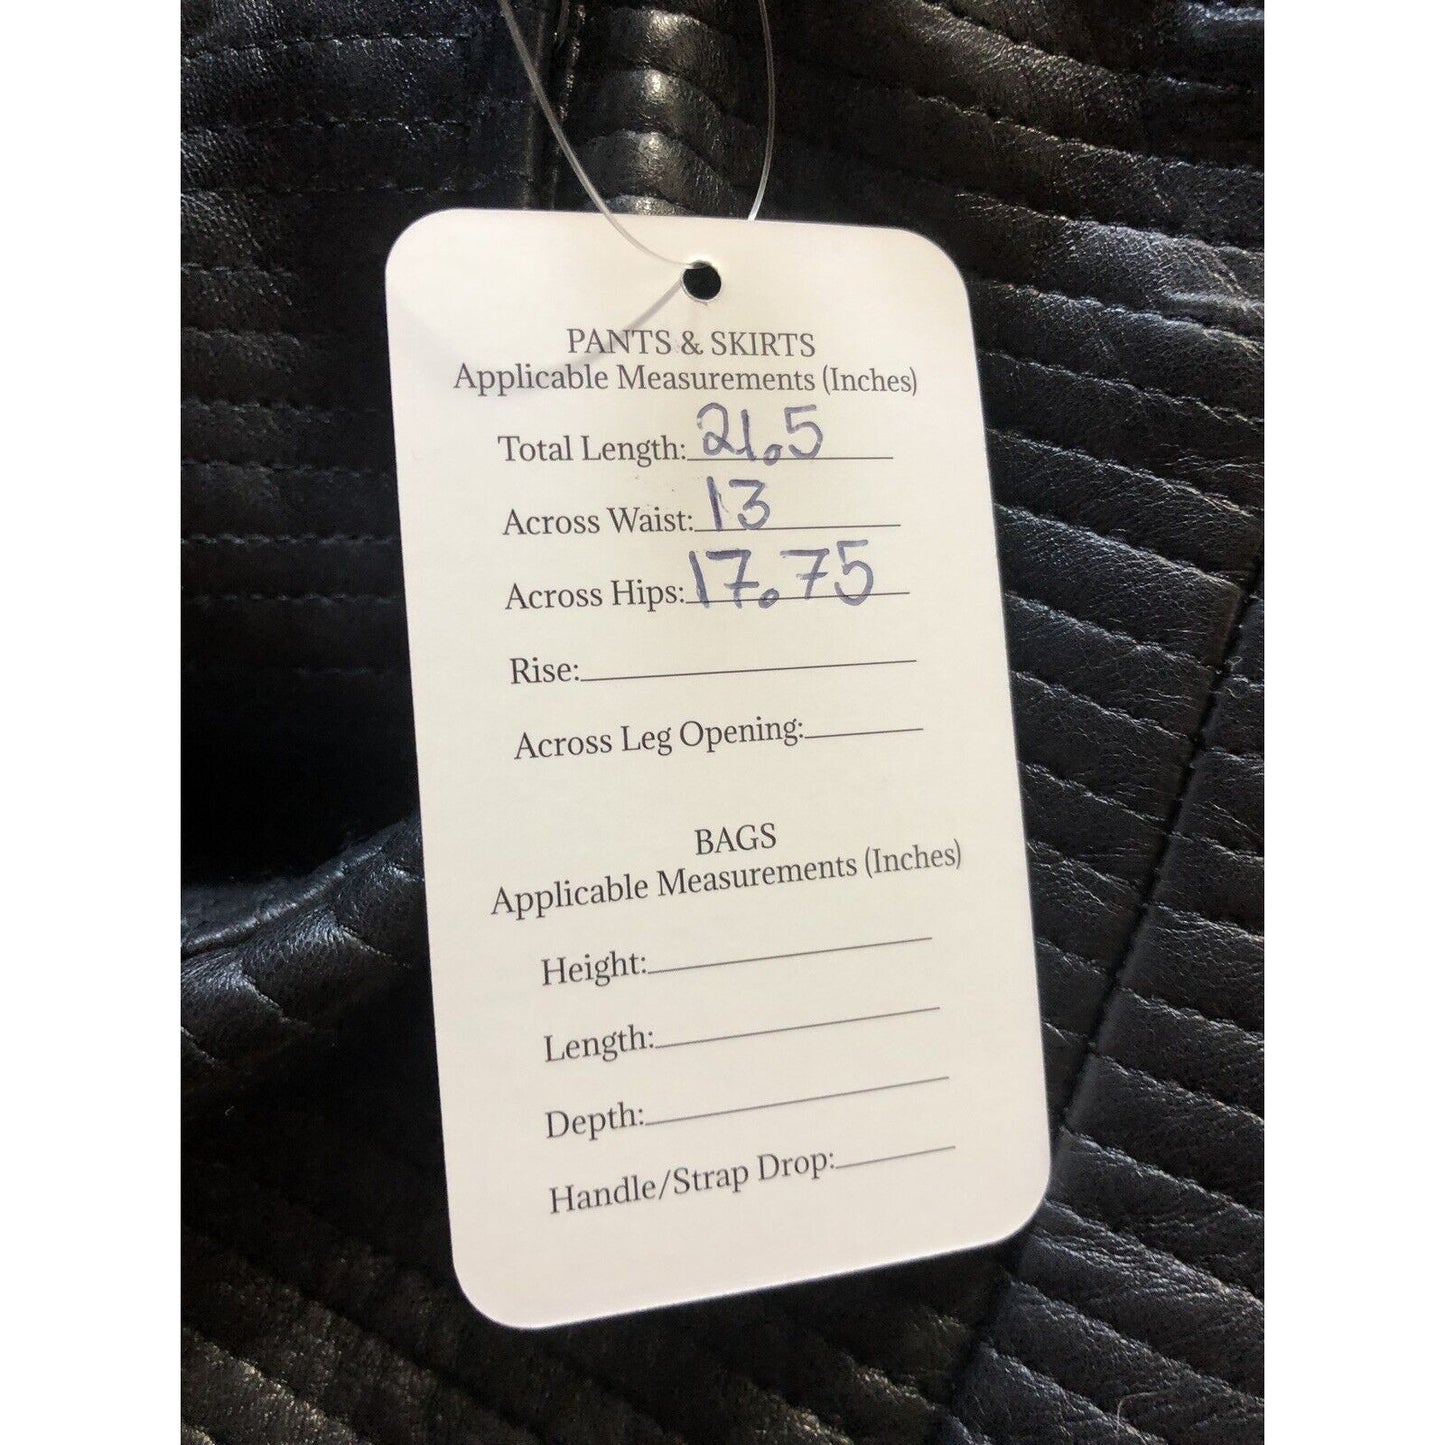 PANTS & SKIRTS
Applicable Measurements (Inches)
Total Length: 21.5
Across Waist: 13
Across Hips: 17.75
Rise:
Across Leg Opening:
BAGS
Applicable Measurements (Inches)
Height:
Length:
Depth:
Handle/Strap Drop: